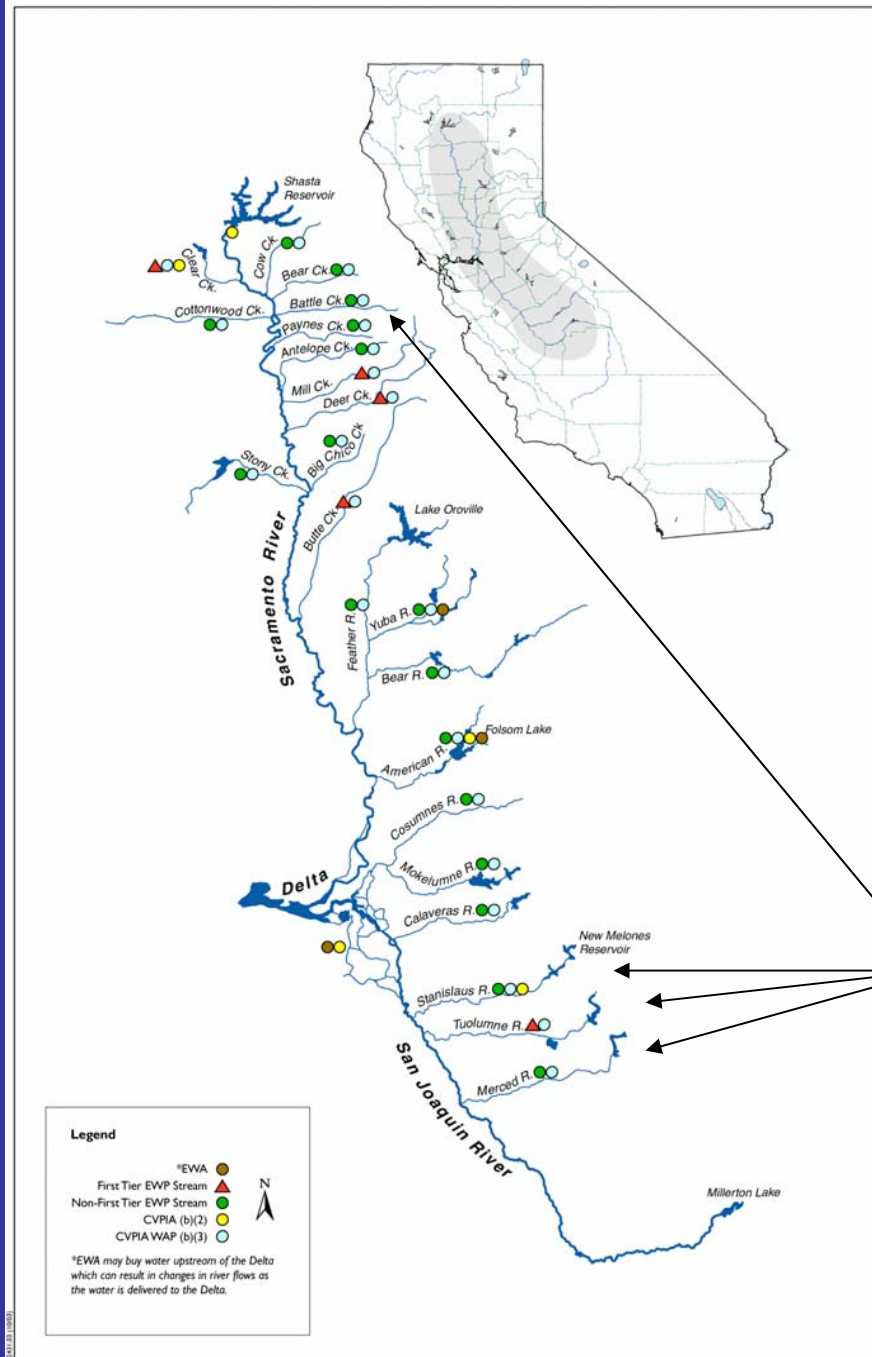 Shasta
Reservoir
Clear Ck.
Cow Ck.
Bear Ck.
Cottonwood Ck.
Battle Ck.
Paynes Ck.
Antelope Ck.
Mill Ck.
Deer Ck.
Big Chico Ck
Stony Ck.
Butte Ck.
Lake Oroville
Sacramento River
Feather R.
Yuba R.
Bear R.
Folsom Lake
American R.
Cosumnes R.
Mokelumne R.
Delta
Calaveras R.
New Melones
Reservoir
Stanislaus R.
Tuolumne R.
Merced R.
San Joaquin River
Millerton Lake
Legend
*EWA
First Tier EWP Stream
Non-First Tier EWP Stream
CVPIA (b)(2)
CVPIA WAP (b)(3)
N
*EWA may buy water upstream of the Delta
which can result in changes in river flows as
the water is delivered to the Delta.